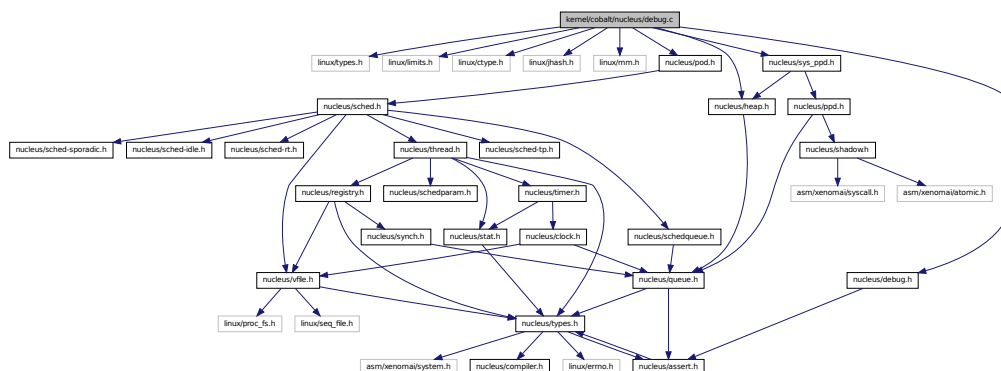 kernel/cobalt/nucleus/debug.c
linux/types.h
linux/limits.h
linux/ctype.h
linux/jhash.h
linux/mm.h
nucleus/pod.h
nucleus/sys_ppd.h
nucleus/sched.h
nucleus/heap.h
nucleus/ppd.h
nucleus/sched-sporadic.h
nucleus/sched-idle.h
nucleus/sched-rt.h
nucleus/thread.h
nucleus/sched-tp.h
nucleus/shadow.h
nucleus/registry.h
nucleus/schedparam.h
nucleus/timer.h
asm/xenomai/syscall.h
asm/xenomai/atomic.h
nucleus/synch.h
nucleus/stat.h
nucleus/clock.h
nucleus/schedqueue.h
nucleus/vfile.h
nucleus/queue.h
nucleus/debug.h
linux/proc_fs.h
linux/seq_file.h
nucleus/types.h
asm/xenomai/system.h
nucleus/compiler.h
linux/errno.h
nucleus/assert.h